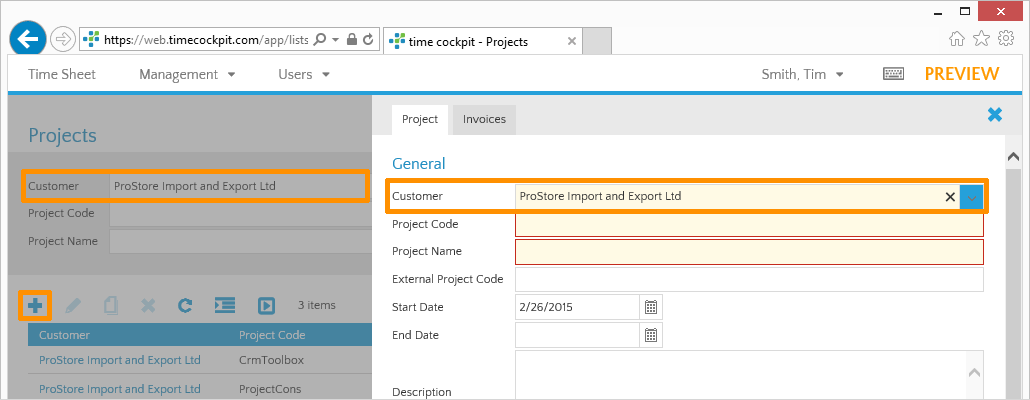 https://web.timecockpit.com/app/lists
time cockpit - Projects
Time Sheet Management Users Smith, Tim PREVIEW
Projects
Customer ProStore Import and Export Ltd
Project Code
Project Name
3 items
Customer Project Code
ProStore Import and Export Ltd CrmToolbox
ProStore Import and Export Ltd ProjectCons
Project Invoices
General
Customer ProStore Import and Export Ltd
Project Code
Project Name
External Project Code
Start Date 2/26/2015
End Date
Description